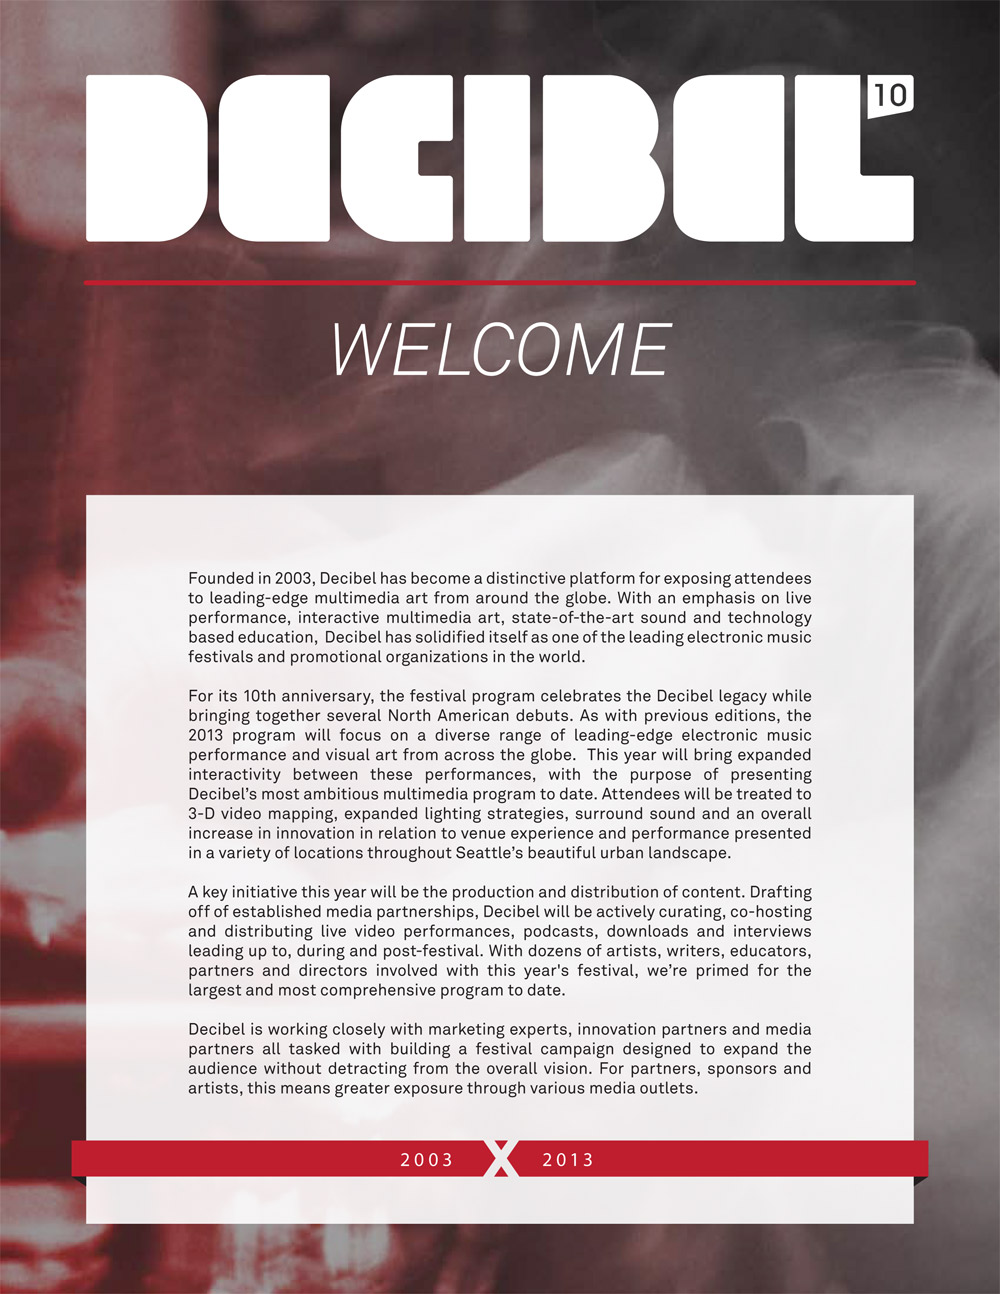 DECIBEL
10
WELCOME
Founded in 2003, Decibel has become a distinctive platform for exposing attendees
to leading-edge multimedia art from around the globe. With an emphasis on live
performance, interactive multimedia art, state-of-the-art sound and technology
based education,  Decibel has solidified itself as one of the leading electronic music
festivals and promotional organizations in the world.
For its 10th anniversary, the festival program celebrates the Decibel legacy while
bringing together several North American debuts. As with previous editions, the
2013 program will focus on a diverse range of leading-edge electronic music
performance and visual art from across the globe.  This year will bring expanded
interactivity between these performances, with the purpose of presenting
Decibel’s most ambitious multimedia program to date. Attendees will be treated to
3-D video mapping, expanded lighting strategies, surround sound and an overall
increase in innovation in relation to venue experience and performance presented
in a variety of locations throughout Seattle’s beautiful urban landscape.
A key initiative this year will be the production and distribution of content. Drafting
off of established media partnerships, Decibel will be actively curating, co-hosting
and distributing live video performances, podcasts, downloads and interviews
leading up to, during and post-festival. With dozens of artists, writers, educators,
partners and directors involved with this year's festival, we’re primed for the
largest and most comprehensive program to date.
Decibel is working closely with marketing experts, innovation partners and media
partners all tasked with building a festival campaign designed to expand the
audience without detracting from the overall vision. For partners, sponsors and
artists, this means greater exposure through various media outlets.
2003 X 2013